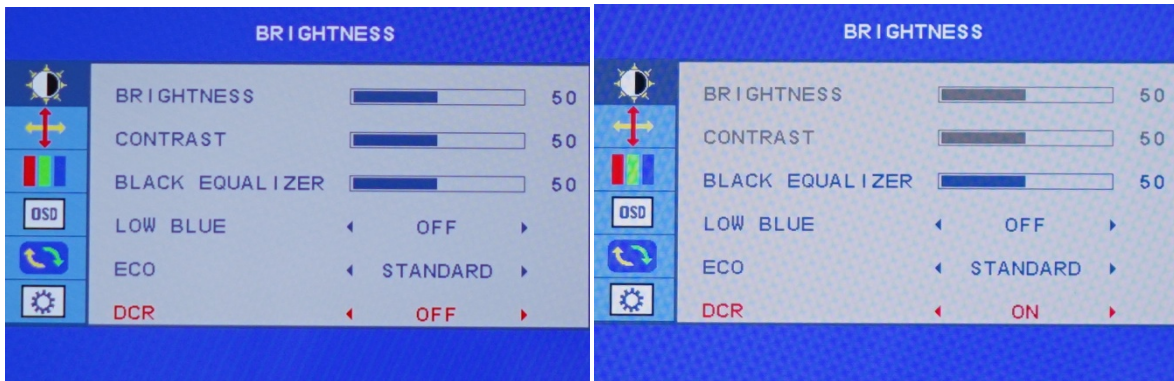 BRIGHTNESS
BRIGHTNESS 50
CONTRAST 50
BLACK EQUALIZER 50
LOW BLUE OFF
OSD
ECO STANDARD
DCR OFF
BRIGHTNESS
BRIGHTNESS 50
CONTRAST 50
BLACK EQUALIZER 50
LOW BLUE OFF
OSD
ECO STANDARD
DCR ON